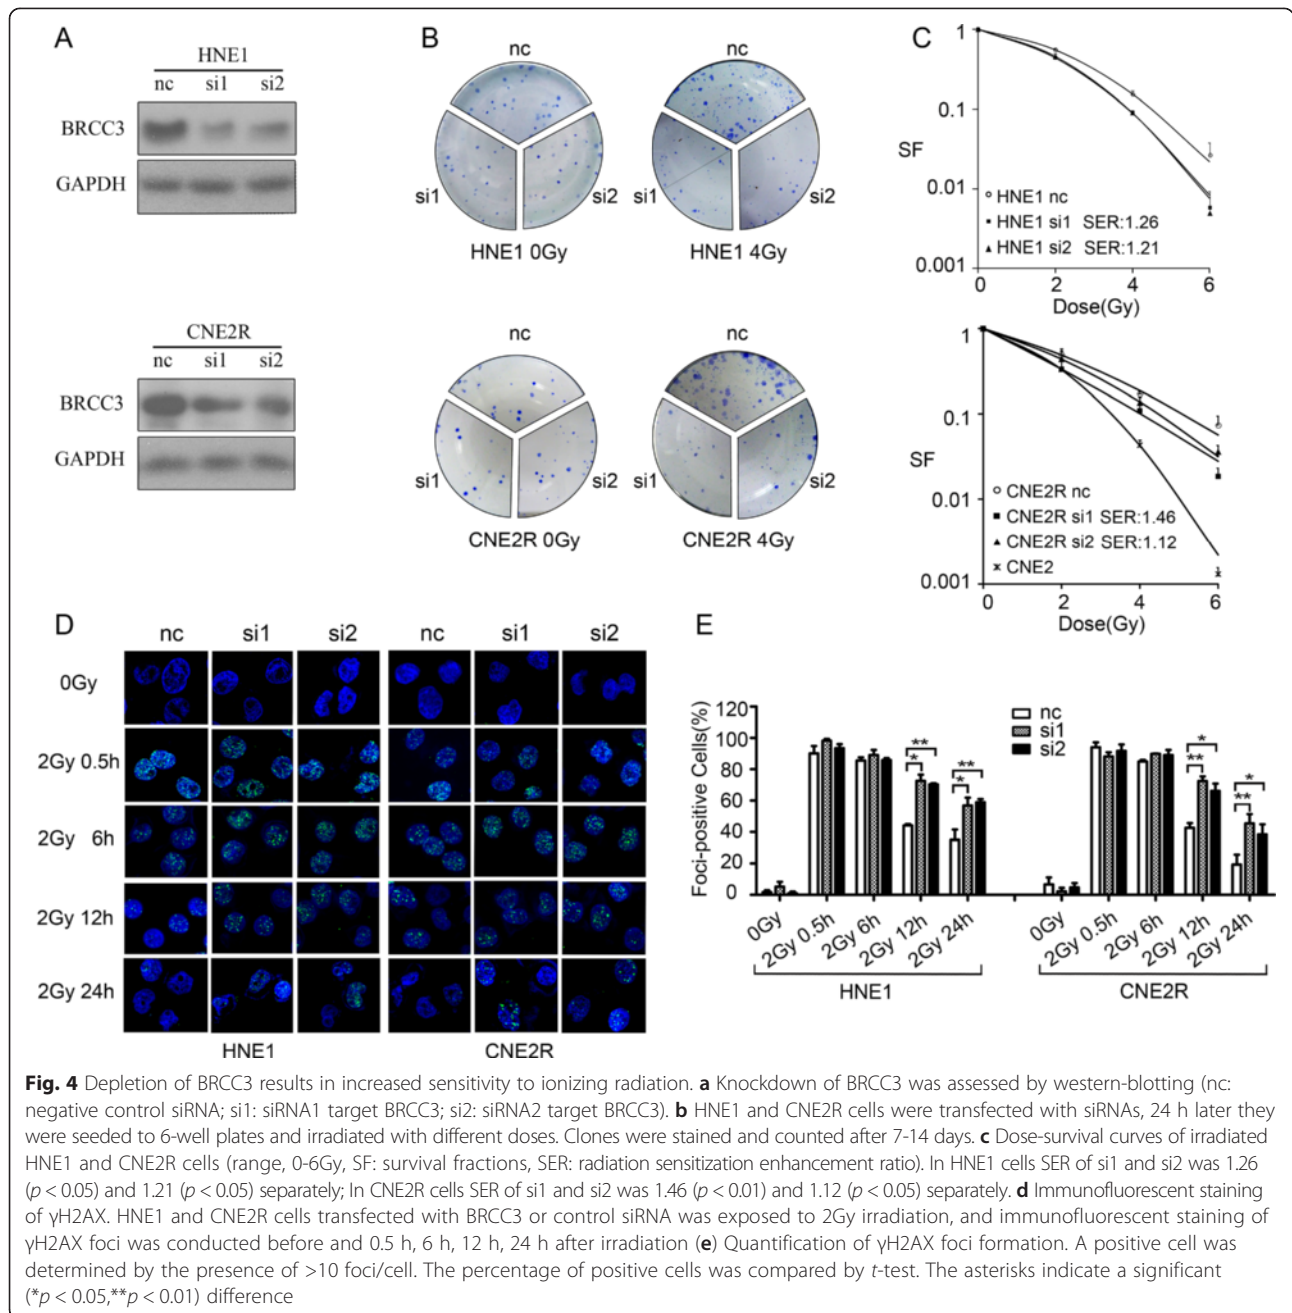 A
HNE1
nc si1 si2
BRCC3
GAPDH
CNE2R
nc si1 si2
BRCC3
GAPDH
B
nc
si1
si2
HNE1 0Gy
nc
si1
si2
HNE1 4Gy
nc
si1
si2
CNE2R 0Gy
nc
si1
si2
CNE2R 4Gy
C
1
0.1
SF
0.01
0.001
HNE1 nc
HNE1 si1 SER:1.26
HNE1 si2 SER:1.21
0 2 4 6
Dose(Gy)
1
0.1
SF
0.01
0.001
CNE2R nc
CNE2R si1 SER:1.46
CNE2R si2 SER:1.12
CNE2
0 2 4 6
Dose(Gy)
D
nc si1 si2 nc si1 si2
0Gy
2Gy 0.5h
2Gy 6h
2Gy 12h
2Gy 24h
HNE1 CNE2R
E
Foci-positive Cells(%)
120
100
80
60
40
20
0
nc
si1
si2
** * ** * * ** * **
0Gy 2Gy 0.5h 2Gy 6h 2Gy 12h 2Gy 24h 0Gy 2Gy 0.5h 2Gy 6h 2Gy 12h 2Gy 24h
HNE1 CNE2R
Fig. 4 Depletion of BRCC3 results in increased sensitivity to ionizing radiation. a Knockdown of BRCC3 was assessed by western-blotting (nc:
negative control siRNA; si1: siRNA1 target BRCC3; si2: siRNA2 target BRCC3). b HNE1 and CNE2R cells were transfected with siRNAs, 24 h later they
were seeded to 6-well plates and irradiated with different doses. Clones were stained and counted after 7-14 days. c Dose-survival curves of irradiated
HNE1 and CNE2R cells (range, 0-6Gy, SF: survival fractions, SER: radiation sensitization enhancement ratio). In HNE1 cells SER of si1 and si2 was 1.26
(p < 0.05) and 1.21 (p < 0.05) separately; In CNE2R cells SER of si1 and si2 was 1.46 (p < 0.01) and 1.12 (p < 0.05) separately. d Immunofluorescent staining
of γH2AX. HNE1 and CNE2R cells transfected with BRCC3 or control siRNA was exposed to 2Gy irradiation, and immunofluorescent staining of
γH2AX foci was conducted before and 0.5 h, 6 h, 12 h, 24 h after irradiation (e) Quantification of γH2AX foci formation. A positive cell was
determined by the presence of >10 foci/cell. The percentage of positive cells was compared by t-test. The asterisks indicate a significant
(*p < 0.05,**p < 0.01) difference